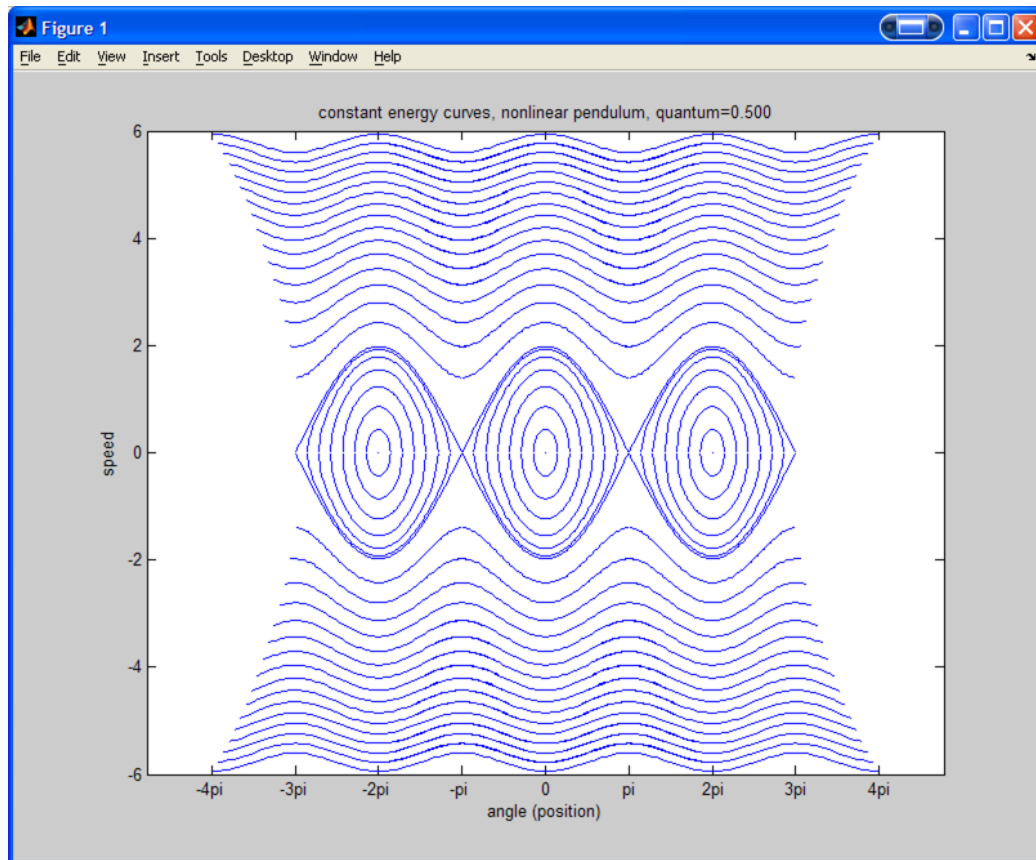 Figure 1
File Edit View Insert Tools Desktop Window Help
constant energy curves, nonlinear pendulum, quantum=0.500
6
4
2
0
-2
-4
-6
speed
-4pi -3pi -2pi -pi 0 pi 2pi 3pi 4pi
angle (position)